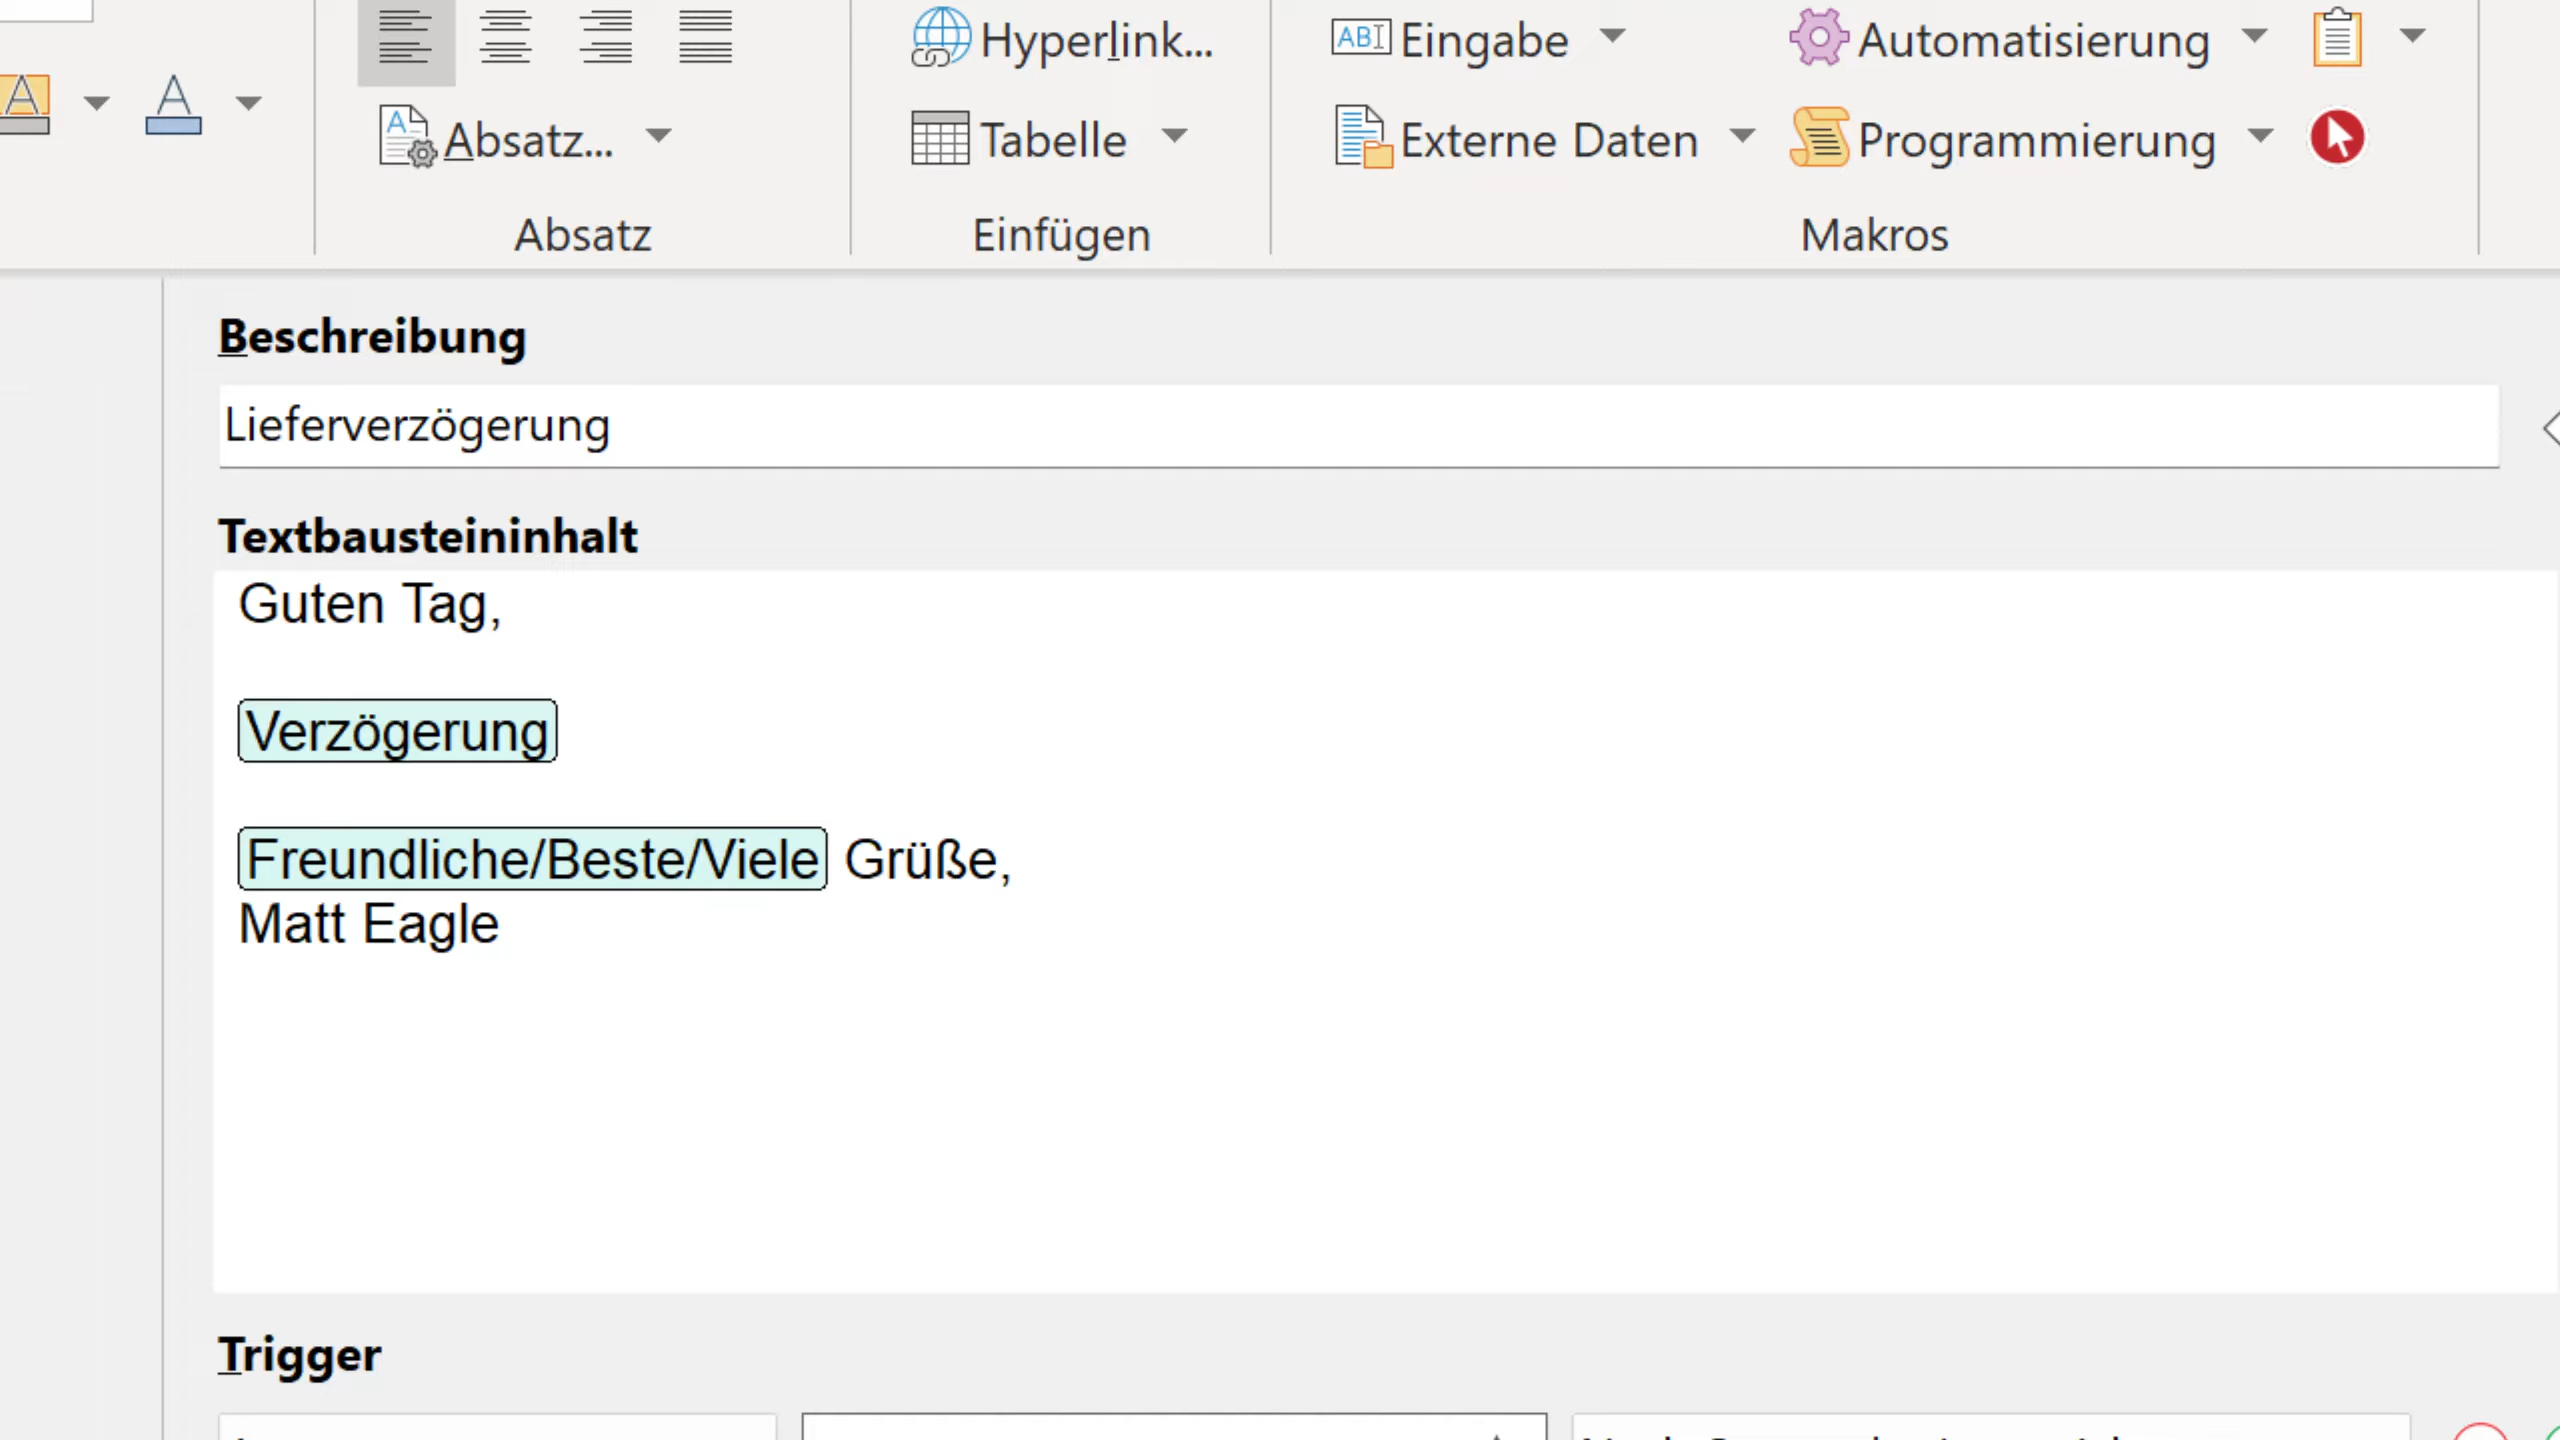 Hyperlink...
Eingabe
Automatisierung
Absatz...
Tabelle
Externe Daten
Programmierung
Absatz
Einfügen
Makros
Beschreibung
Lieferverzögerung
Textbausteininhalt
Guten Tag,
Verzögerung
Freundliche/Beste/Viele Grüße,
Matt Eagle
Trigger